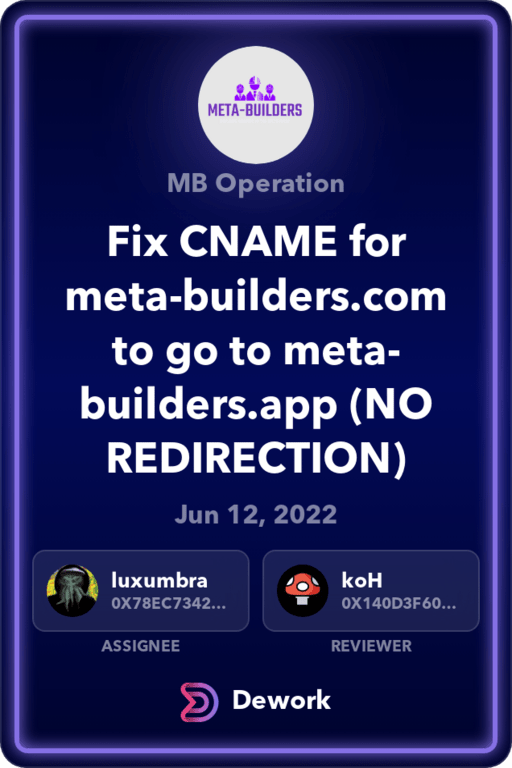 META-BUILDERS
MB Operation
Fix CNAME for
meta-builders.com
to go to meta-
builders.app (NO
REDIRECTION)
Jun 12, 2022
luxumbra
0X78EC7342...
koH
0X140D3F60...
ASSIGNEE
REVIEWER
Dework